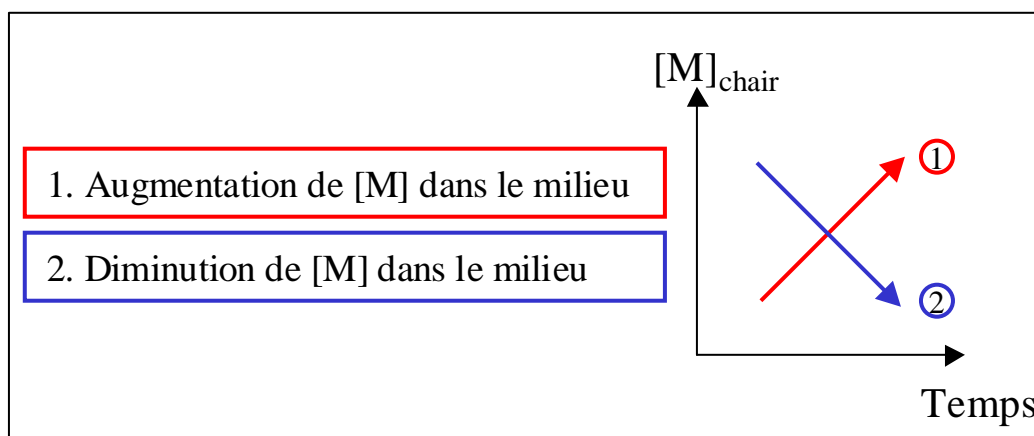 [M]chair
1. Augmentation de [M] dans le milieu
1
2. Diminution de [M] dans le milieu
2
Temps